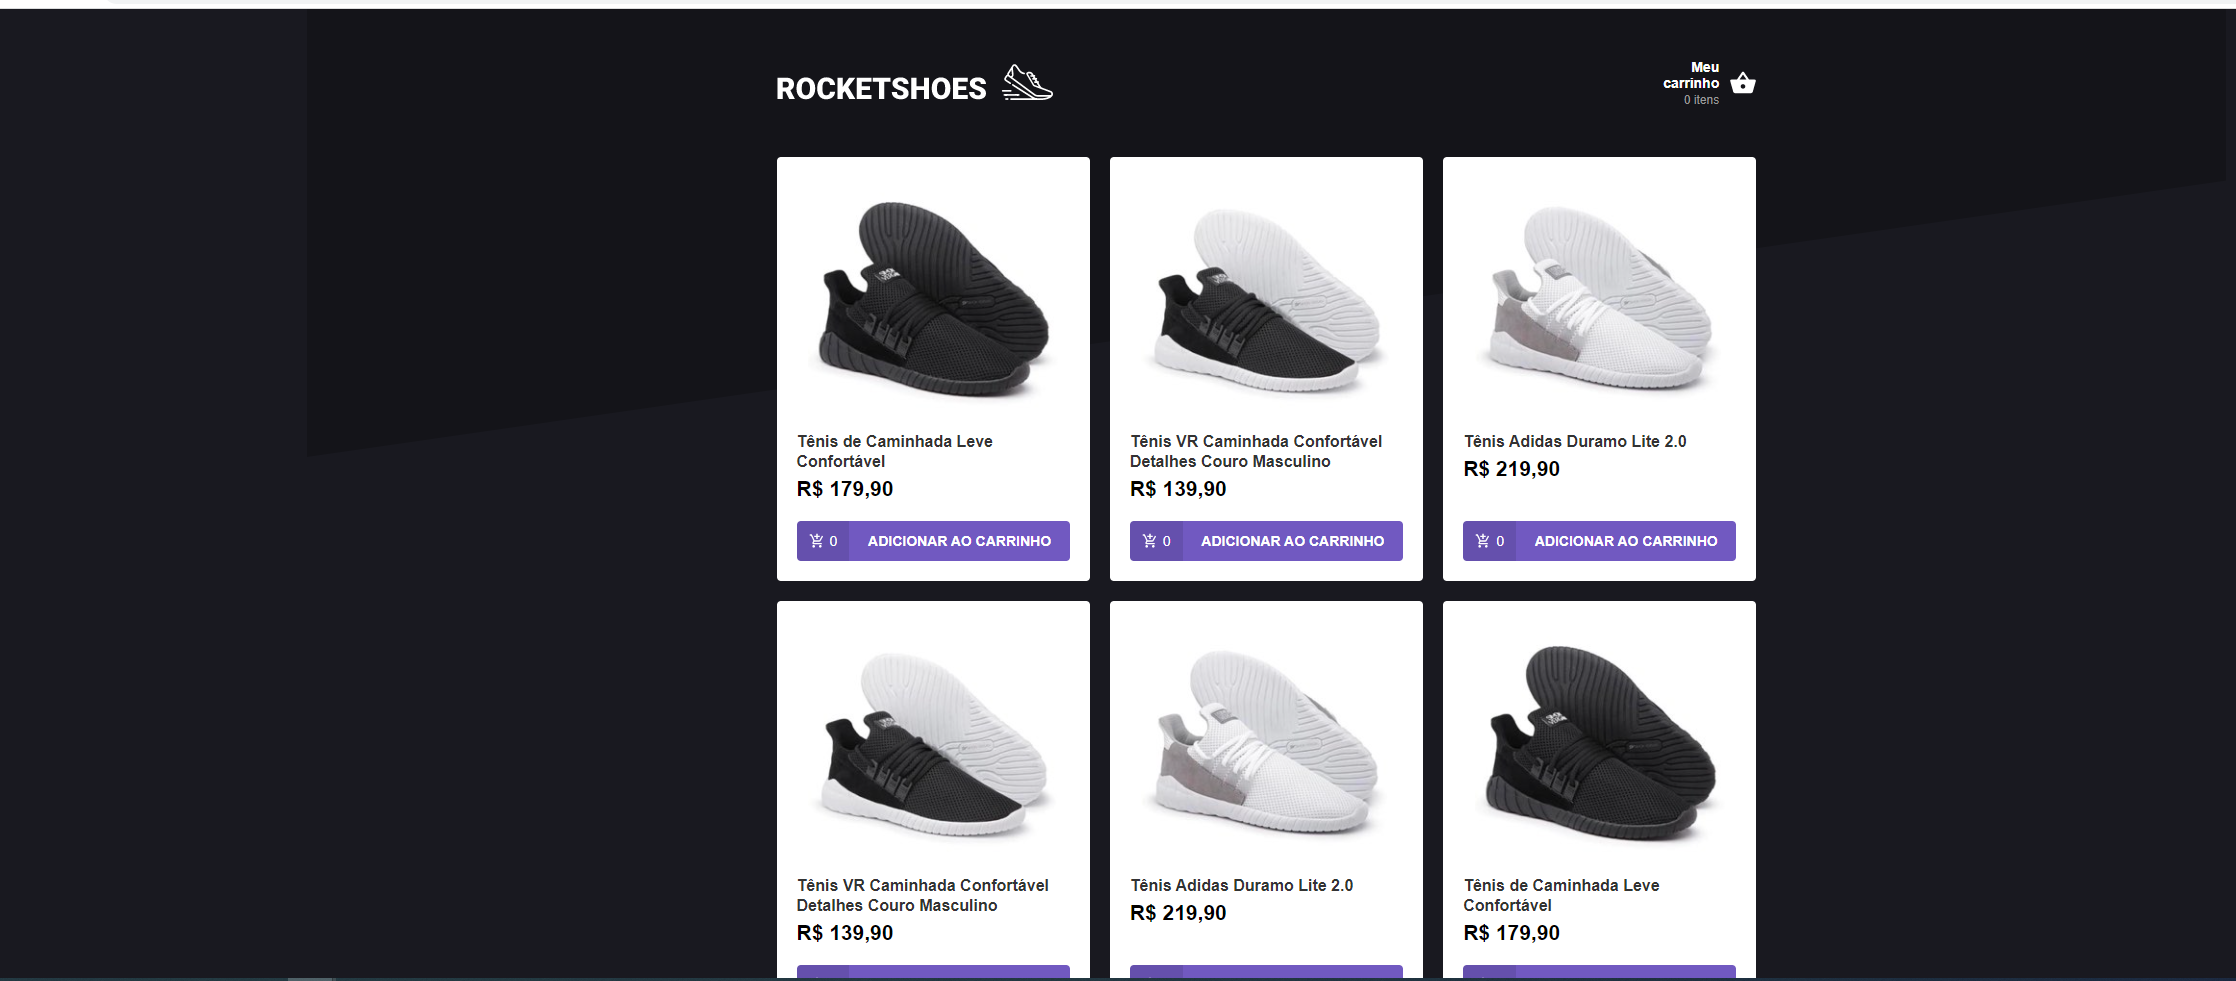 ROCKETSHOES
Meu
carrinho
0 itens
Tênis de Caminhada Leve
Confortável
R$ 179,90
0 ADICIONAR AO CARRINHO
Tênis VR Caminhada Confortável
Detalhes Couro Masculino
R$ 139,90
0 ADICIONAR AO CARRINHO
Tênis Adidas Duramo Lite 2.0
R$ 219,90
0 ADICIONAR AO CARRINHO
Tênis VR Caminhada Confortável
Detalhes Couro Masculino
R$ 139,90
Tênis Adidas Duramo Lite 2.0
R$ 219,90
Tênis de Caminhada Leve
Confortável
R$ 179,90